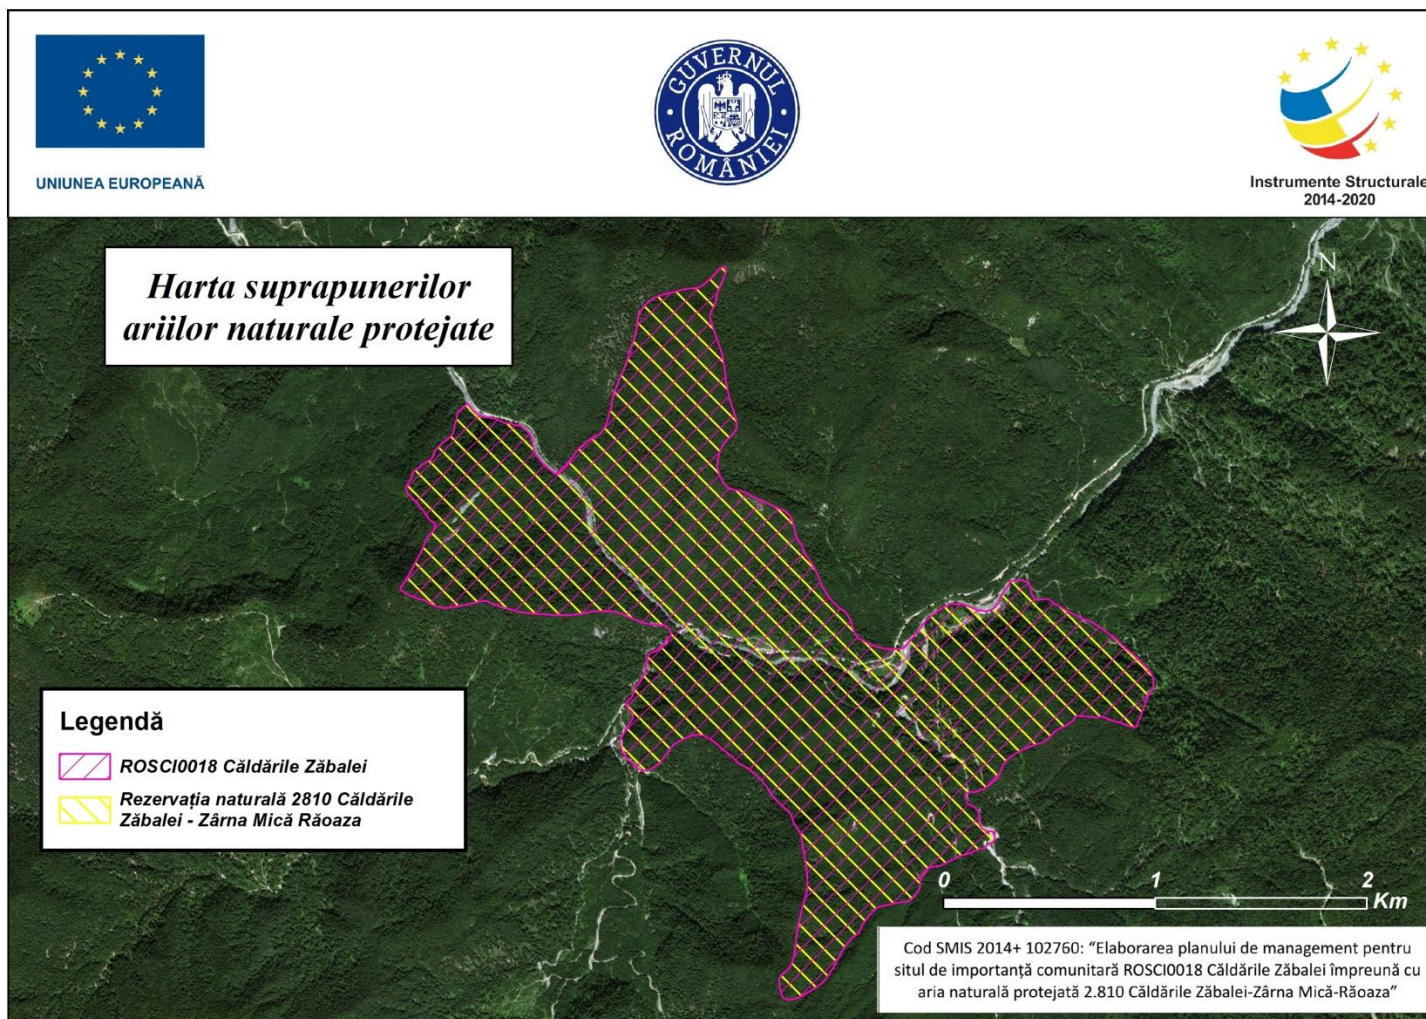 UNIUNEA EUROPEANĂ
GUVERNUL ROMÂNIEI
Instrumente Structurale
2014-2020
Harta suprapunerilor
ariilor naturale protejate
N
Legendă
ROSCI0018 Căldările Zăbalei
Rezervația naturală 2810 Căldările
Zăbalei - Zârna Mică Răoaza
0 1 2
Km
Cod SMIS 2014+ 102760: “Elaborarea planului de management pentru
situl de importanță comunitară ROSCI0018 Căldările Zăbalei împreună cu
aria naturală protejată 2.810 Căldările Zăbalei-Zârna Mică-Răoaza”